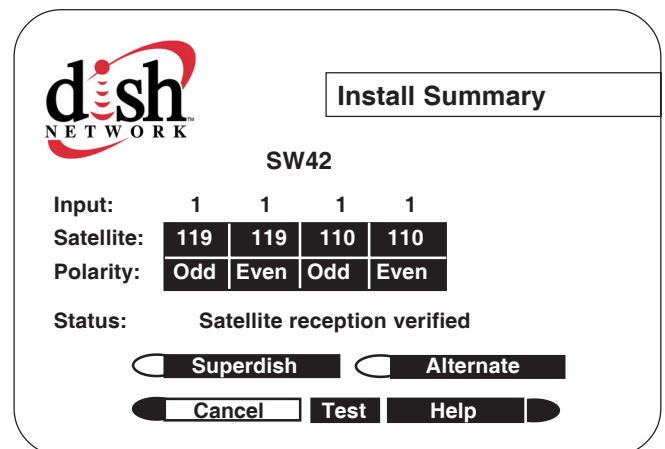 dish
NETWORK
Install Summary
SW42
Input: 1 1 1 1
Satellite: 119 119 110 110
Polarity: Odd Even Odd Even
Status: Satellite reception verified
Superdish Alternate
Cancel Test Help